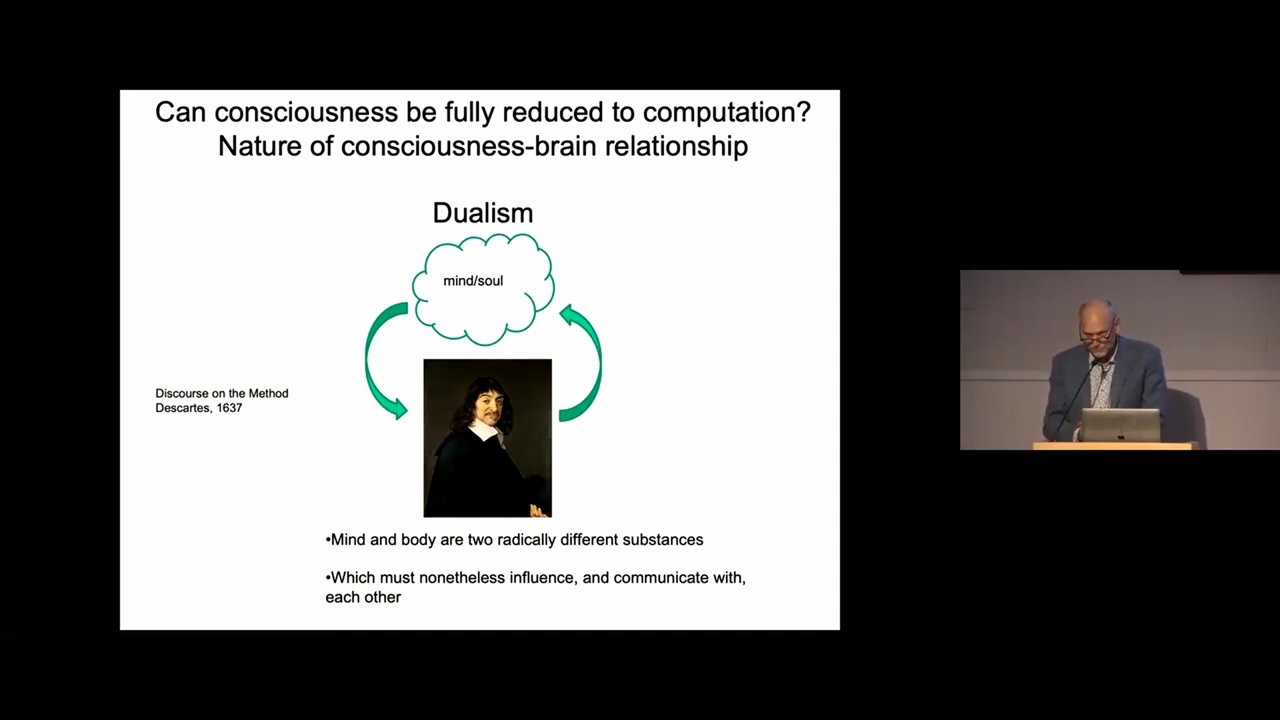 Can consciousness be fully reduced to computation?
Nature of consciousness-brain relationship
Dualism
mind/soul
Discourse on the Method
Descartes, 1637
•Mind and body are two radically different substances
•Which must nonetheless influence, and communicate with,
each other